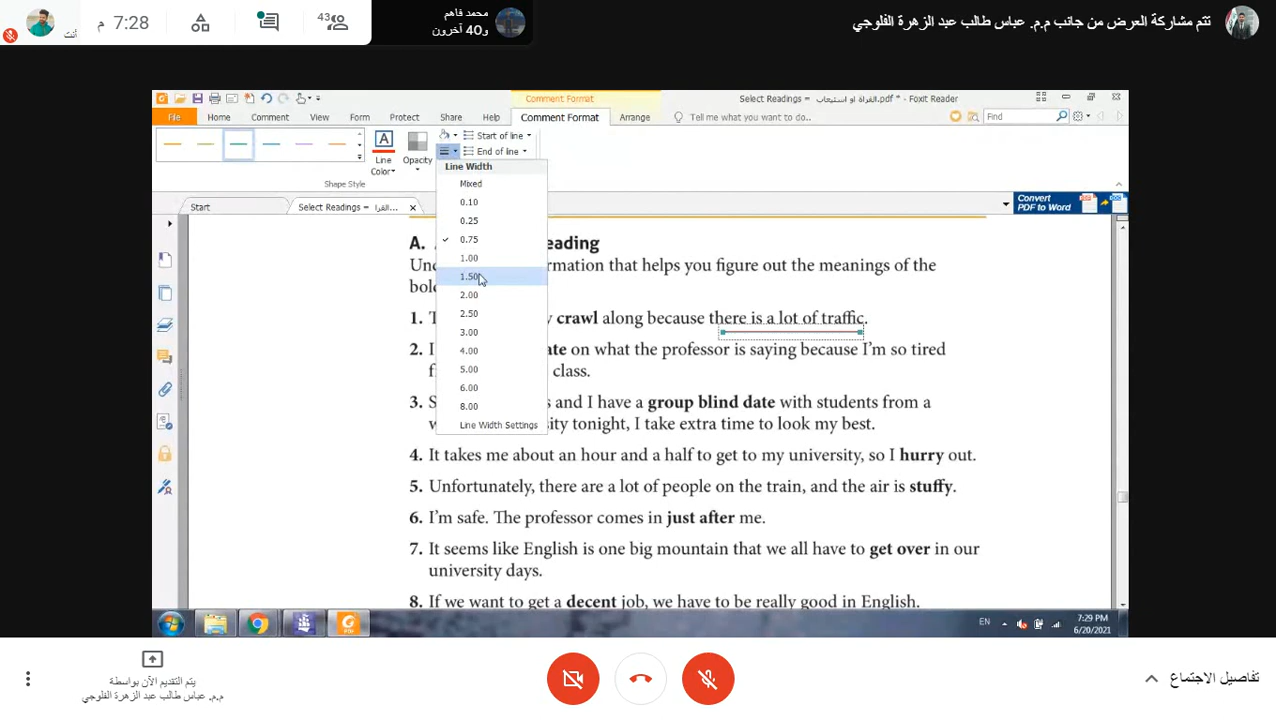 أنت
7:28 م
43
محمد فاهم
و40 آخرون
تتم مشاركة العرض من جانب م.م. عباس طالب عبد الزهرة الفلوجي
Comment Format
Select Readings = القراة او استيعاب.pdf * - Foxit Reader
File Home Comment View Form Protect Share Help Comment Format Arrange Tell me what you want to do.. Find
Line Color
Opacity
Start of line
End of line
Shape Style
Start
Select Readings = القرا...
Convert PDF to Word
Line Width
Mixed
0.10
0.25
0.75
1.00
1.50
2.00
2.50
3.00
4.00
5.00
6.00
8.00
Line Width Settings
A. eading
Und rmation that helps you figure out the meanings of the
bol
1. T y crawl along because there is a lot of traffic.
2. I ate on what the professor is saying because I'm so tired
f class.
3. S s and I have a group blind date with students from a
w sity tonight, I take extra time to look my best.
4. It takes me about an hour and a half to get to my university, so I hurry out.
5. Unfortunately, there are a lot of people on the train, and the air is stuffy.
6. I'm safe. The professor comes in just after me.
7. It seems like English is one big mountain that we all have to get over in our
university days.
8. If we want to get a decent job, we have to be really good in English.
PDF
EN
7:29 PM
6/20/2021
يتم التقديم الآن بواسطة
م.م. عباس طالب عبد الزهرة الفلوجي
تفاصيل الاجتماع